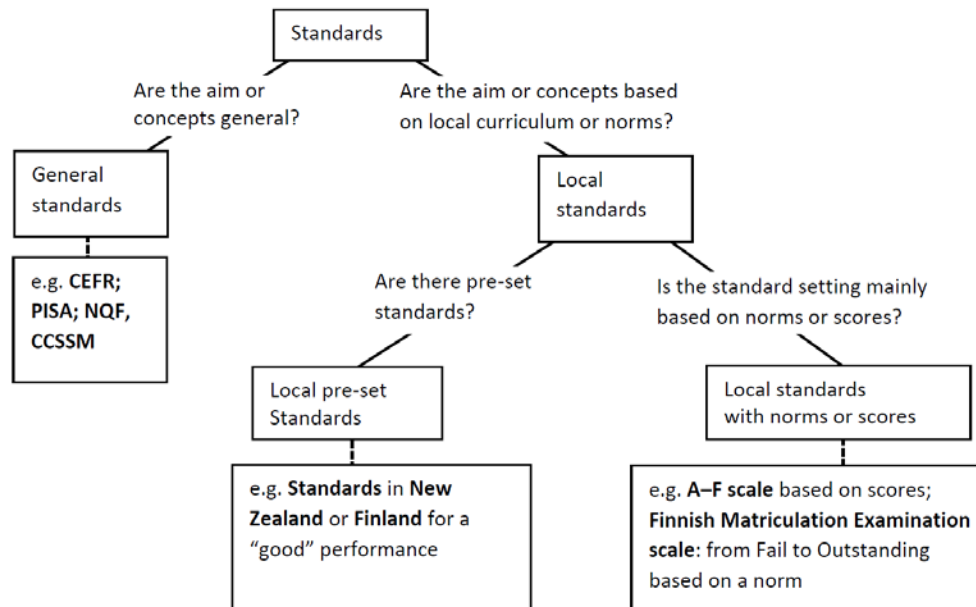 Standards
Are the aim or
concepts general?
Are the aim or concepts based
on local curriculum or norms?
General
standards
Local
standards
e.g. CEFR;
PISA; NQF,
CCSSM
Are there pre-set
standards?
Is the standard setting mainly
based on norms or scores?
Local pre-set
Standards
Local standards
with norms or scores
e.g. Standards in New
Zealand or Finland for a
“good” performance
e.g. A–F scale based on scores;
Finnish Matriculation Examination
scale: from Fail to Outstanding
based on a norm